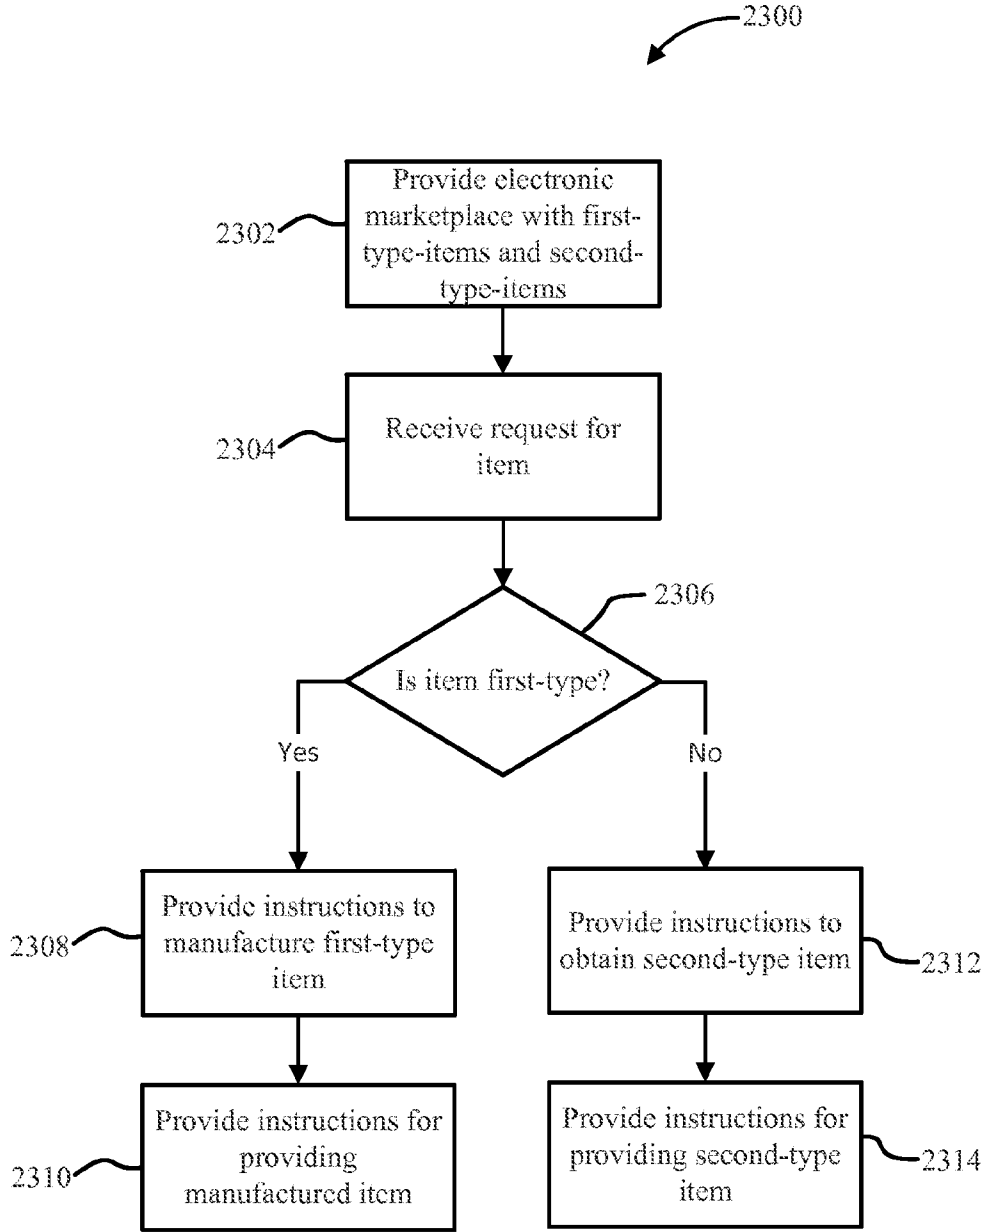 2300
Provide electronic
marketplace with first-
type-items and second-
type-items
2302
Receive request for
item
2304
2306
Is item first-type?
Yes
No
Provide instructions to
manufacture first-type
item
2308
Provide instructions to
obtain second-type item
2312
Provide instructions for
providing
manufactured item
2310
Provide instructions for
providing second-type
item
2314